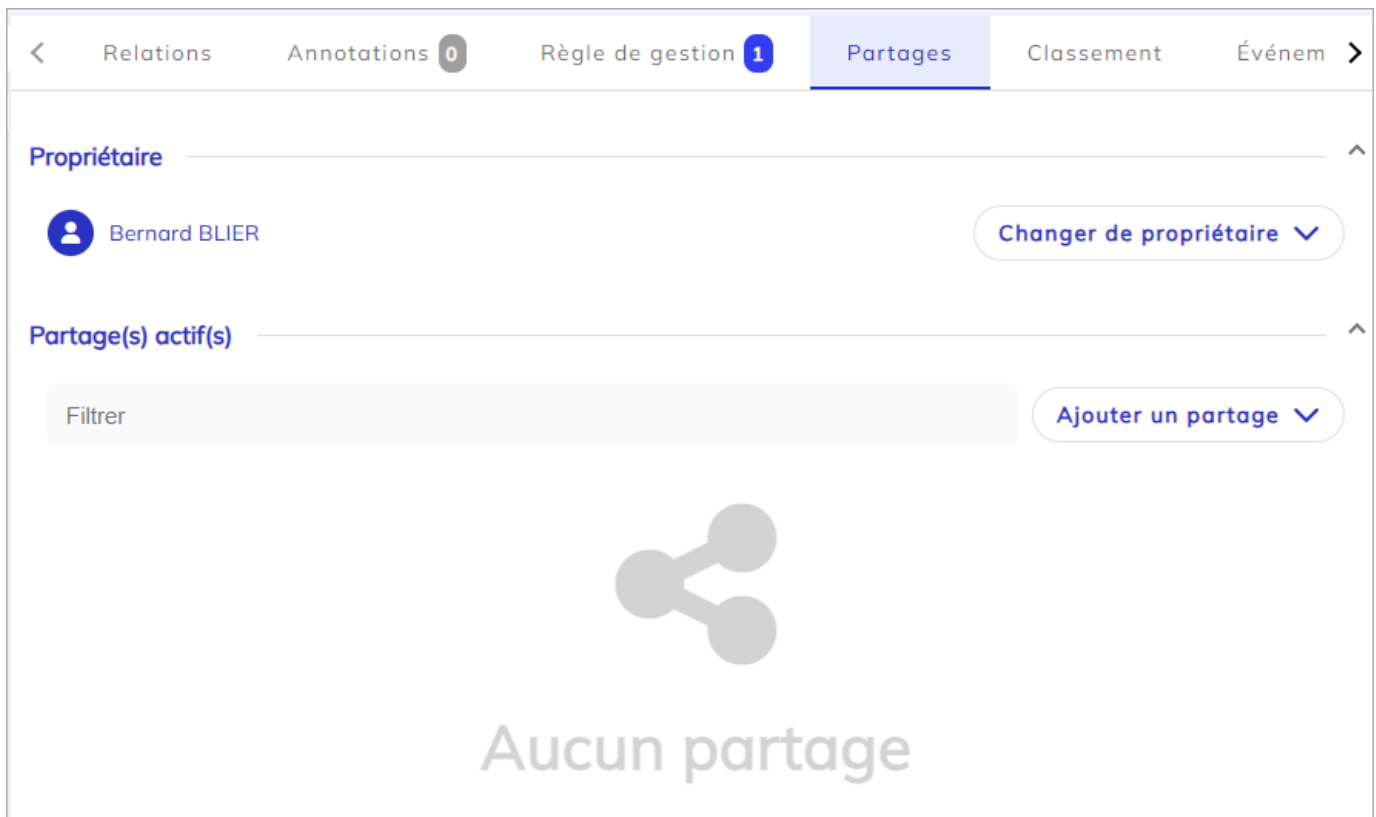 Relations Annotations 0 Règle de gestion 1 Partages Classement Événem
Propriétaire
Bernard BLIER Changer de propriétaire
Partage(s) actif(s)
Filtrer Ajouter un partage
Aucun partage